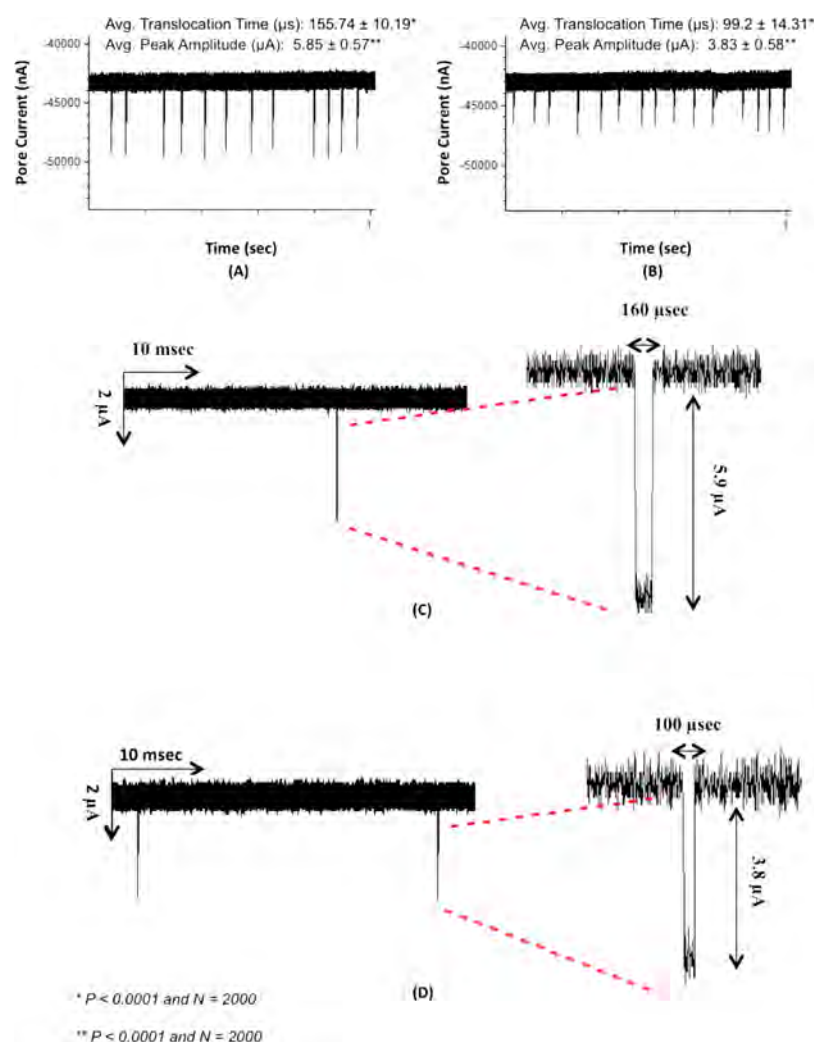 Avg. Translocation Time (μs): 155.74 ± 10.19*
Avg. Peak Amplitude (μA): 5.85 ± 0.57**
Pore Current (nA)
-40000
-45000
-50000
1
Time (sec)
(A)
Avg. Translocation Time (μs): 99.2 ± 14.31*
Avg. Peak Amplitude (μA): 3.83 ± 0.58**
Pore Current (nA)
-40000
-45000
-50000
1
Time (sec)
(B)
10 msec
2 μA
160 μsec
5.9 μA
(C)
10 msec
2 μA
100 μsec
3.8 μA
(D)
* P < 0.0001 and N = 2000
** P < 0.0001 and N = 2000